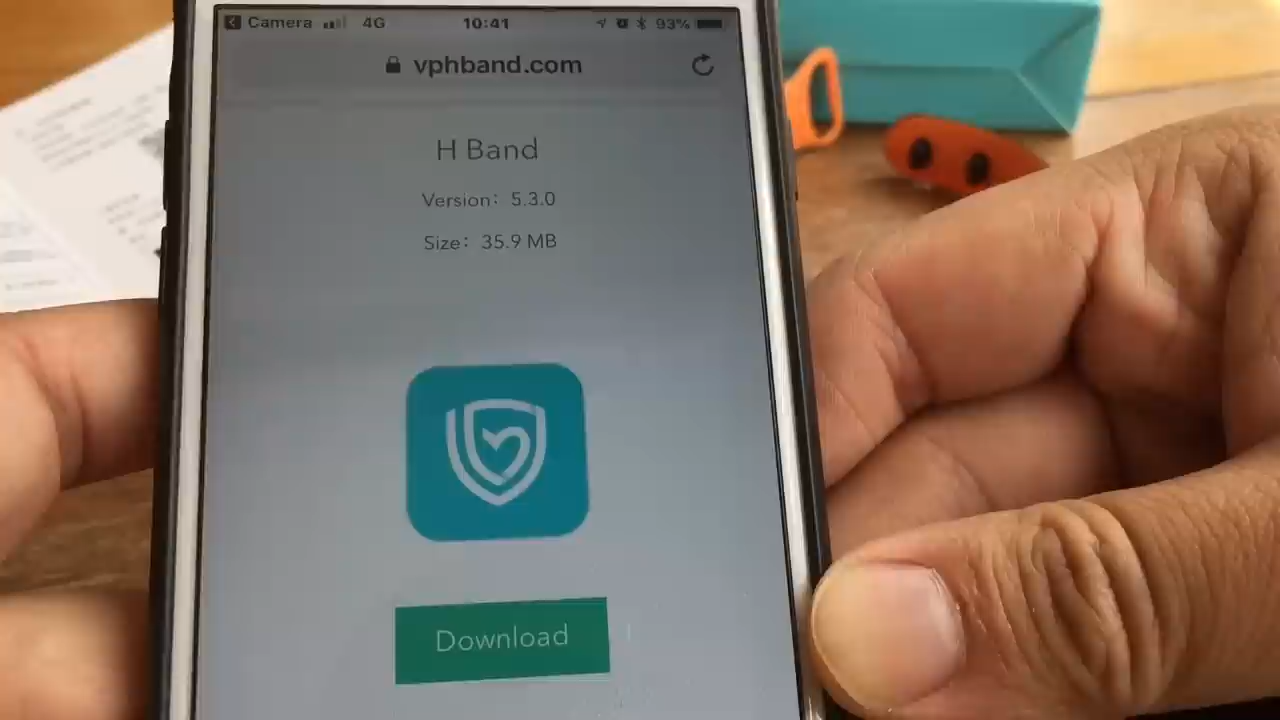 Camera 4G 10:41 93%
vphband.com
H Band
Version: 5.3.0
Size: 35.9 MB
Download